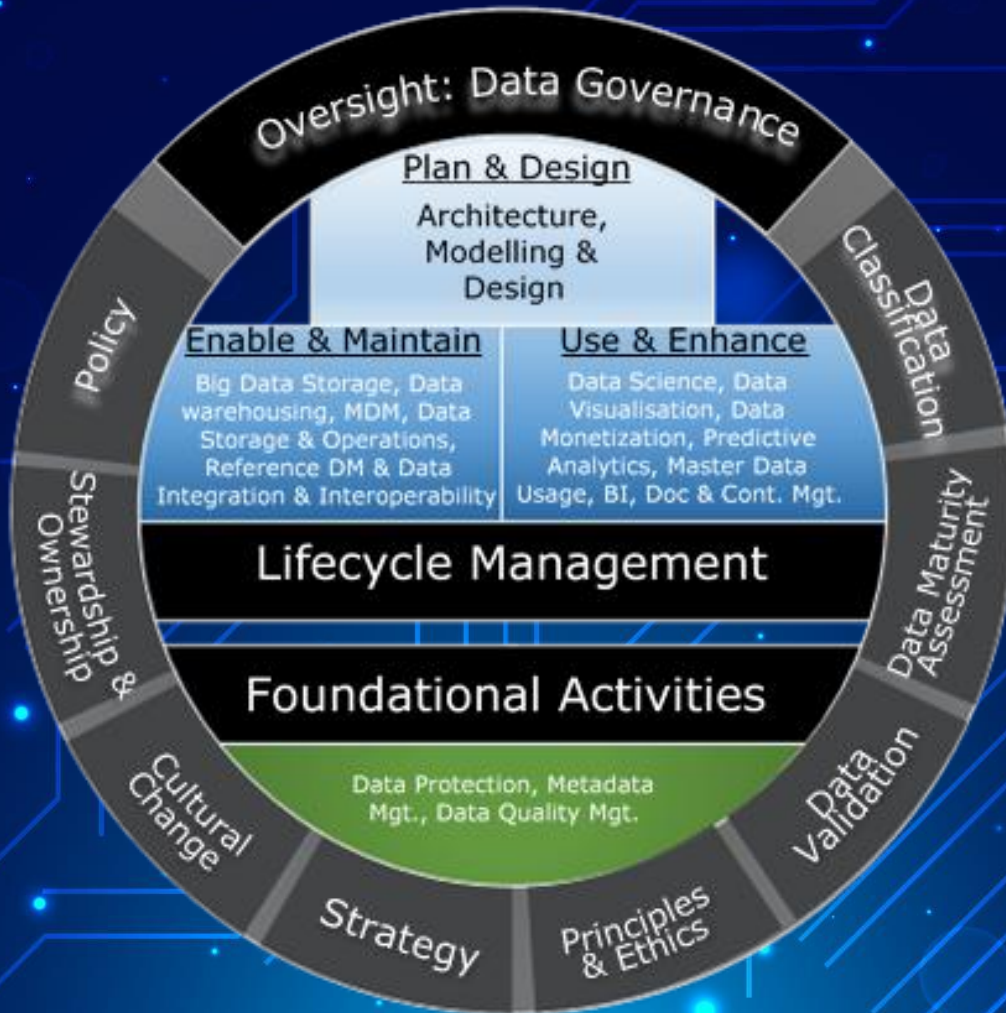 Oversight: Data Governance
Plan & Design
Architecture,
Modelling &
Design
Enable & Maintain
Big Data Storage, Data
warehousing, MDM, Data
Storage & Operations,
Reference DM & Data
Integration & Interoperability
Use & Enhance
Data Science, Data
Visualisation, Data
Monetization, Predictive
Analytics, Master Data
Usage, BI, Doc & Cont. Mgt.
Lifecycle Management
Foundational Activities
Data Protection, Metadata
Mgt., Data Quality Mgt.
Data
Classification
Data Maturity
Assessment
Data
Validation
Principles
& Ethics
Strategy
Cultural
Change
Stewardship &
Ownership
Policy